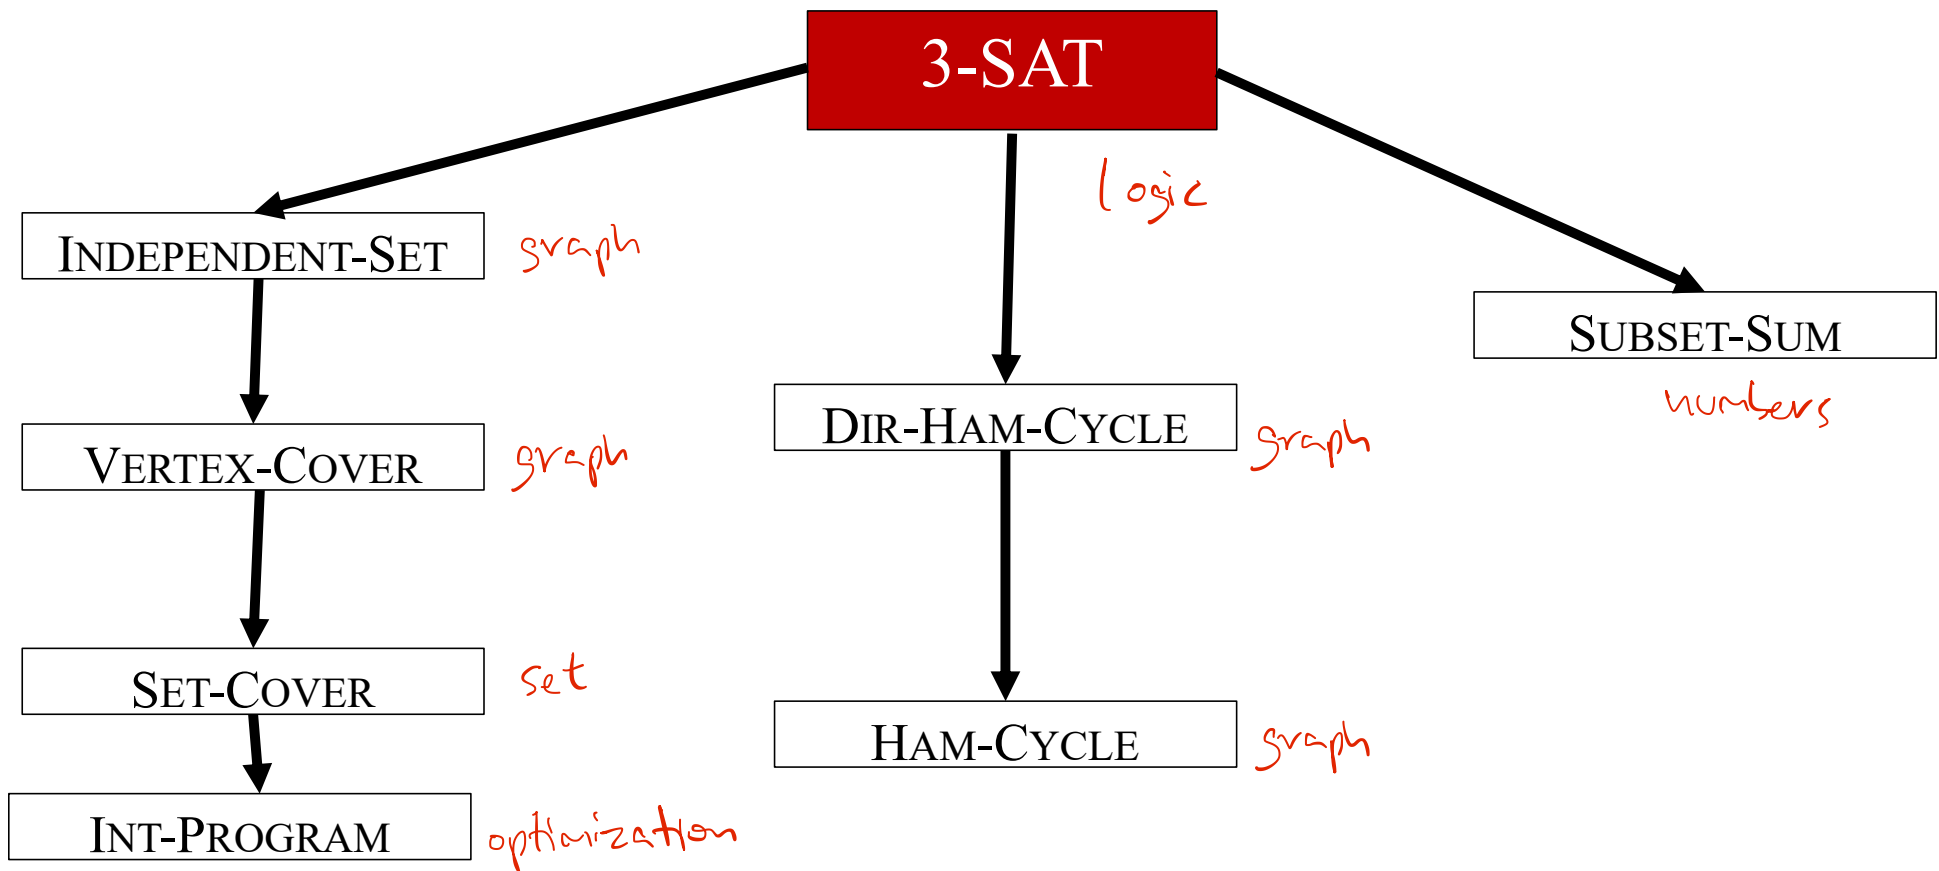 3-SAT
logic
INDEPENDENT-SET
graph
SUBSET-SUM
numbers
DIR-HAM-CYCLE
graph
VERTEX-COVER
graph
SET-COVER
set
HAM-CYCLE
graph
INT-PROGRAM
optimization